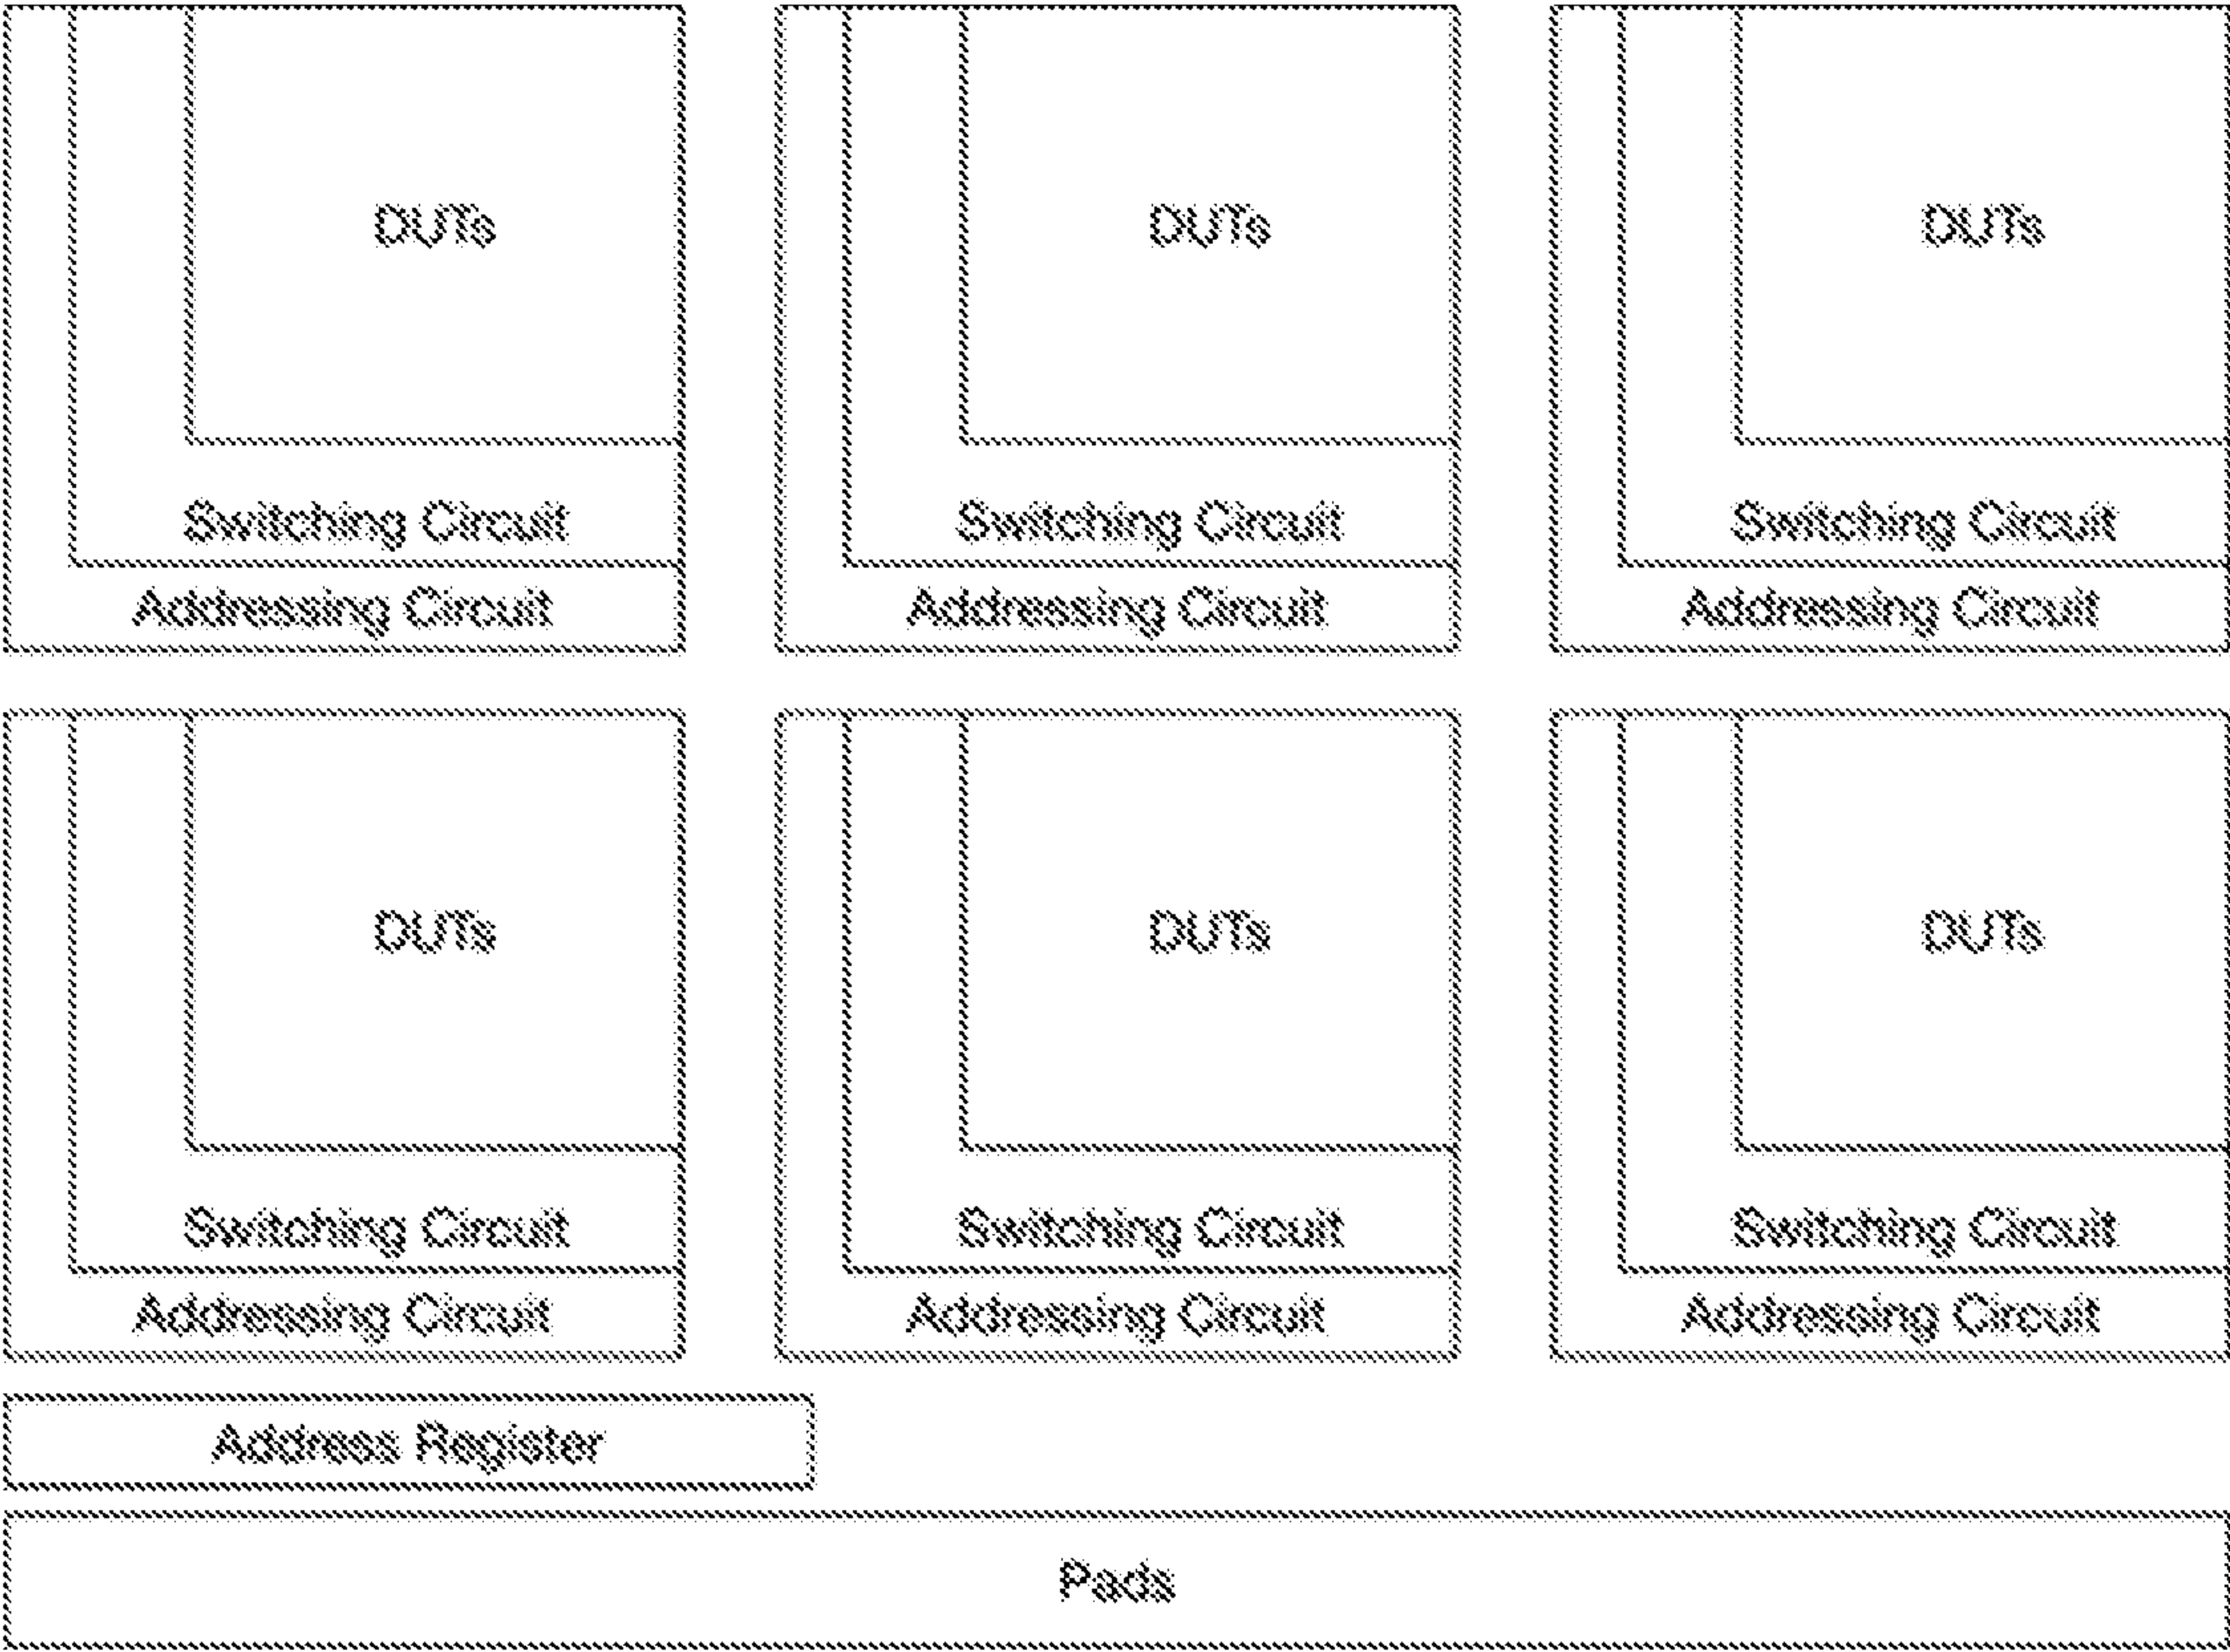 DUTs DUTs DUTs
Switching Circuit Switching Circuit Switching Circuit
Addressing Circuit Addressing Circuit Addressing Circuit
DUTs DUTs DUTs
Switching Circuit Switching Circuit Switching Circuit
Addressing Circuit Addressing Circuit Addressing Circuit
Address Register
Pads